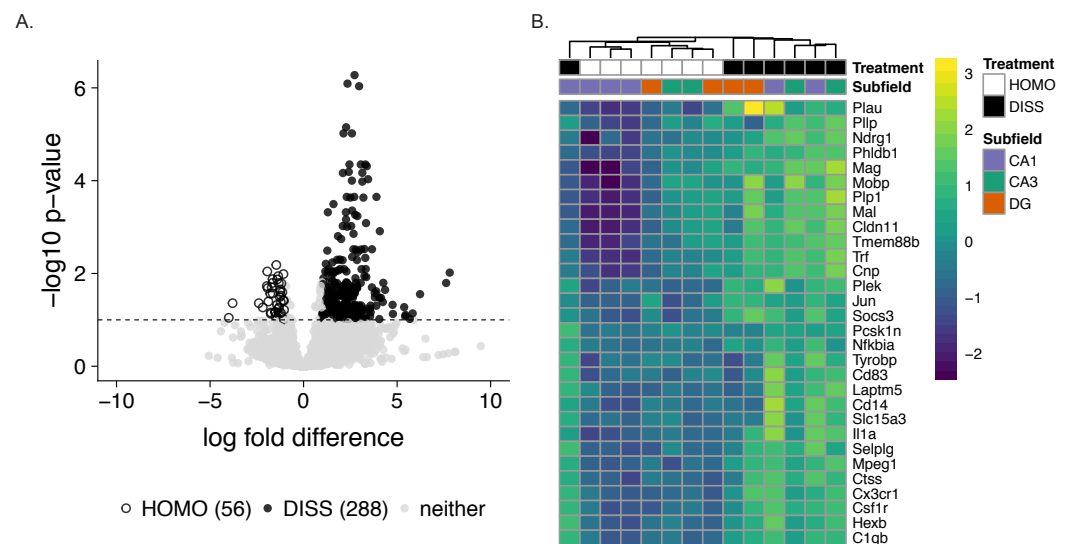 A.
−log10 p−value
6
4
2
0
−10
−5
0
5
10
log fold difference
HOMO (56)
DISS (288)
neither
B.
Treatment
Subfield
Plau
Pllp
Ndrg1
Phldb1
Mag
Mobp
Plp1
Mal
Cldn11
Tmem88b
Trf
Cnp
Plek
Jun
Socs3
Pcsk1n
Nfkbia
Tyrobp
Cd83
Laptm5
Cd14
Slc15a3
Il1a
Selplg
Mpeg1
Ctss
Cx3cr1
Csf1r
Hexb
C1qb
3
2
1
0
−1
−2
Treatment
HOMO
DISS
Subfield
CA1
CA3
DG